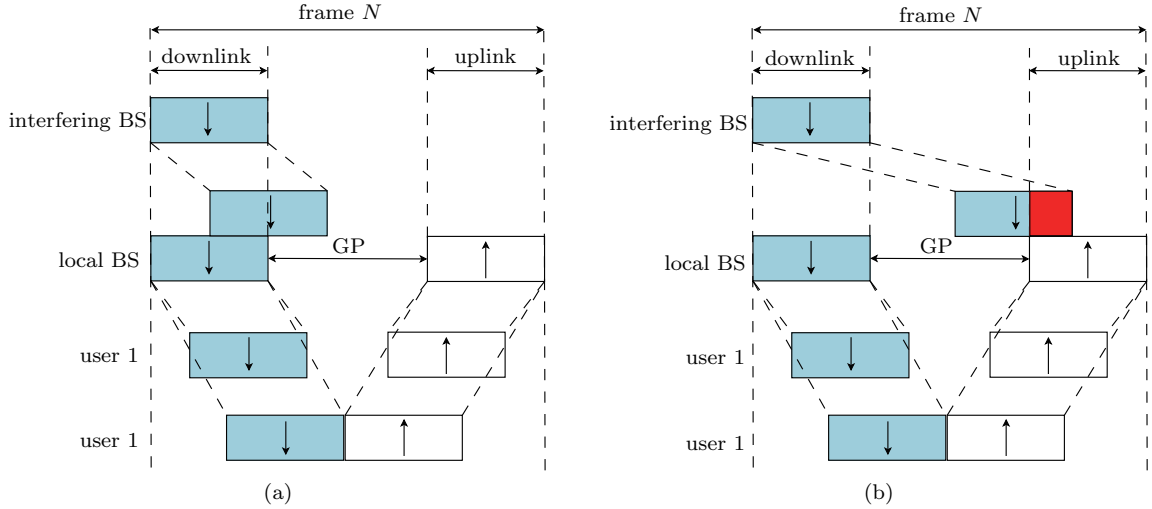 frame N
downlink
uplink
interfering BS
GP
local BS
user 1
user 1
(a)
frame N
downlink
uplink
interfering BS
GP
local BS
user 1
user 1
(b)